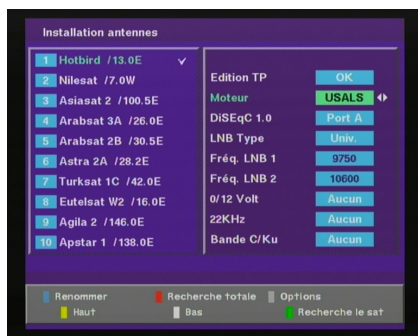 Installation antennes
1 Hotbird /13.0E
2 Nilesat /7.0W
3 Asiasat 2 /100.5E
4 Arabsat 3A /26.0E
5 Arabsat 2B /30.5E
6 Astra 2A /28.2E
7 Turksat 1C /42.0E
8 Eutelsat W2 /16.0E
9 Agila 2 /146.0E
10 Apstar 1 /138.0E
Edition TP OK
Moteur USALS
DiSEqC 1.0 Port A
LNB Type Univ.
Fréq. LNB 1 9750
Fréq. LNB 2 10600
0/12 Volt Aucun
22KHz Aucun
Bande C/Ku Aucun
Renommer Recherche totale Options
Haut Bas Recherche le sat